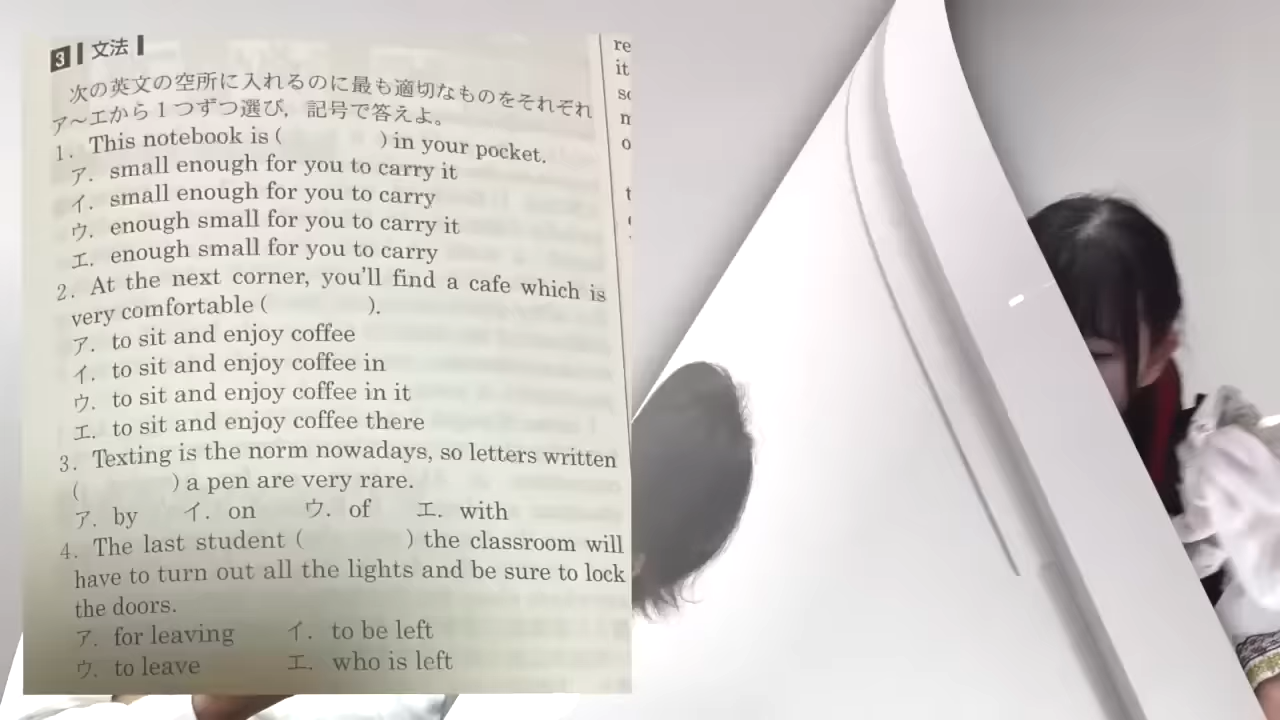 3 文法
次の英文の空所に入れるのに最も適切なものをそれぞれ
ア〜エから1つずつ選び，記号で答えよ。
1. This notebook is ( ) in your pocket.
ア. small enough for you to carry it
イ. small enough for you to carry
ウ. enough small for you to carry it
エ. enough small for you to carry
2. At the next corner, you'll find a cafe which is
very comfortable ( ).
ア. to sit and enjoy coffee
イ. to sit and enjoy coffee in
ウ. to sit and enjoy coffee in it
エ. to sit and enjoy coffee there
3. Texting is the norm nowadays, so letters written
( ) a pen are very rare.
ア. by イ. on ウ. of エ. with
4. The last student ( ) the classroom will
have to turn out all the lights and be sure to lock
the doors.
ア. for leaving イ. to be left
ウ. to leave エ. who is left
re
it